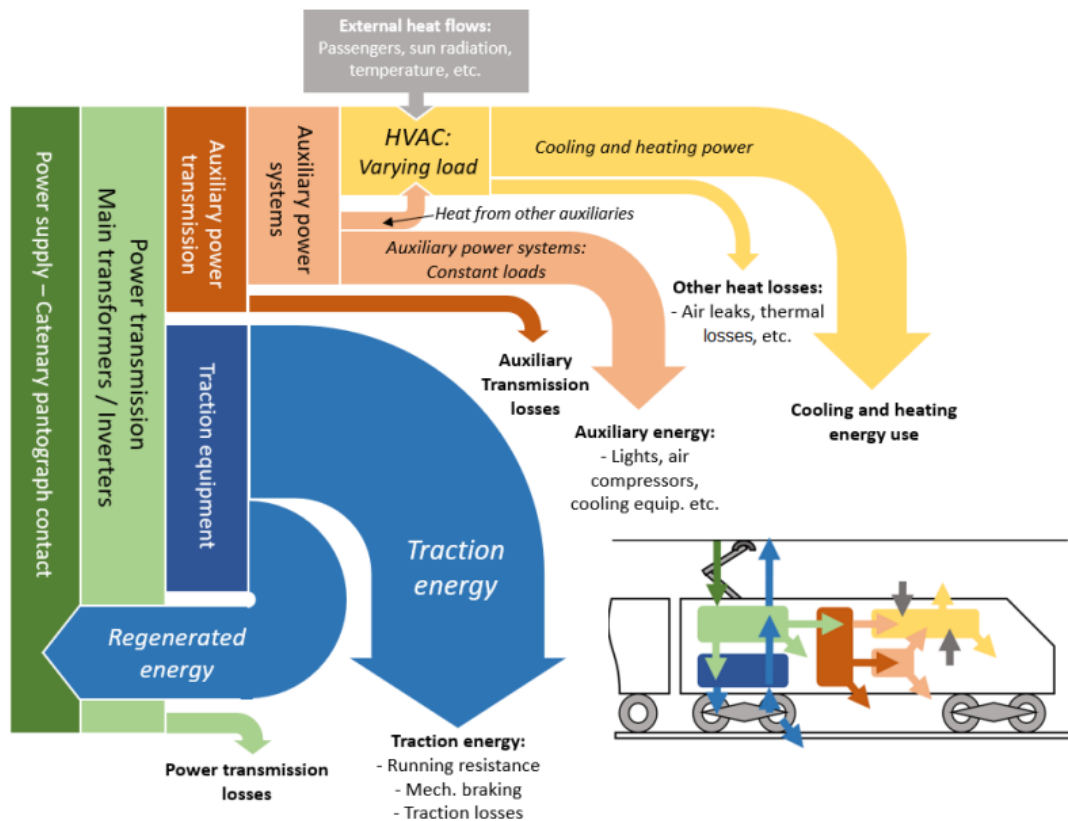 External heat flows:
Passengers, sun radiation,
temperature, etc.
Power supply – Catenary pantograph contact
Power transmission
Main transformers / Inverters
Auxiliary power
transmission
Auxiliary power
systems
HVAC:
Varying load
Cooling and heating power
Heat from other auxiliaries
Auxiliary power systems:
Constant loads
Other heat losses:
- Air leaks, thermal
losses, etc.
Traction equipment
Auxiliary
Transmission
losses
Cooling and heating
energy use
Auxiliary energy:
- Lights, air
compressors,
cooling equip. etc.
Traction
energy
Regenerated
energy
Traction energy:
- Running resistance
- Mech. braking
- Traction losses
Power transmission
losses